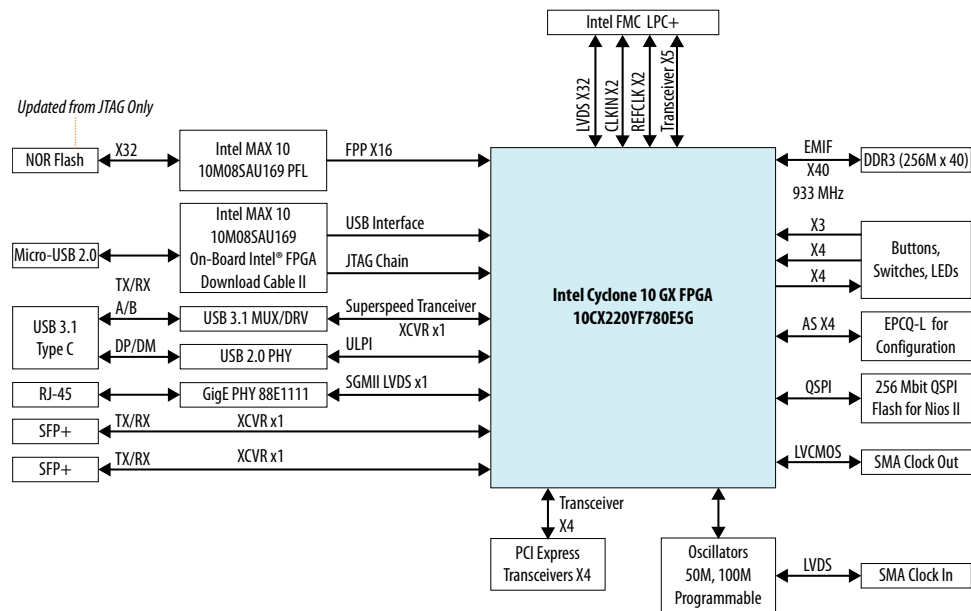 Intel FMC LPC+
LVDS X32
CLKIN X2
REFCLK X2
Transceiver X5
Updated from JTAG Only
NOR Flash
X32
Intel MAX 10
10M08SAU169 PFL
FPP X16
Micro-USB 2.0
Intel MAX 10
10M08SAU169
On-Board Intel® FPGA
Download Cable II
USB Interface
JTAG Chain
USB 3.1
Type C
TX/RX
A/B
USB 3.1 MUX/DRV
Superspeed Tranceiver
XCVR x1
DP/DM
USB 2.0 PHY
ULPI
RJ-45
GigE PHY 88E1111
SGMII LVDS x1
SFP+
TX/RX
XCVR x1
SFP+
TX/RX
XCVR x1
Intel Cyclone 10 GX FPGA
10CX220YF780E5G
EMIF
X40
933 MHz
DDR3 (256M x 40)
X3
X4
X4
Buttons,
Switches, LEDs
AS X4
EPCQ-L for
Configuration
QSPI
256 Mbit QSPI
Flash for Nios II
LVCMOS
SMA Clock Out
Transceiver
X4
PCI Express
Transceivers X4
Oscillators
50M, 100M
Programmable
LVDS
SMA Clock In